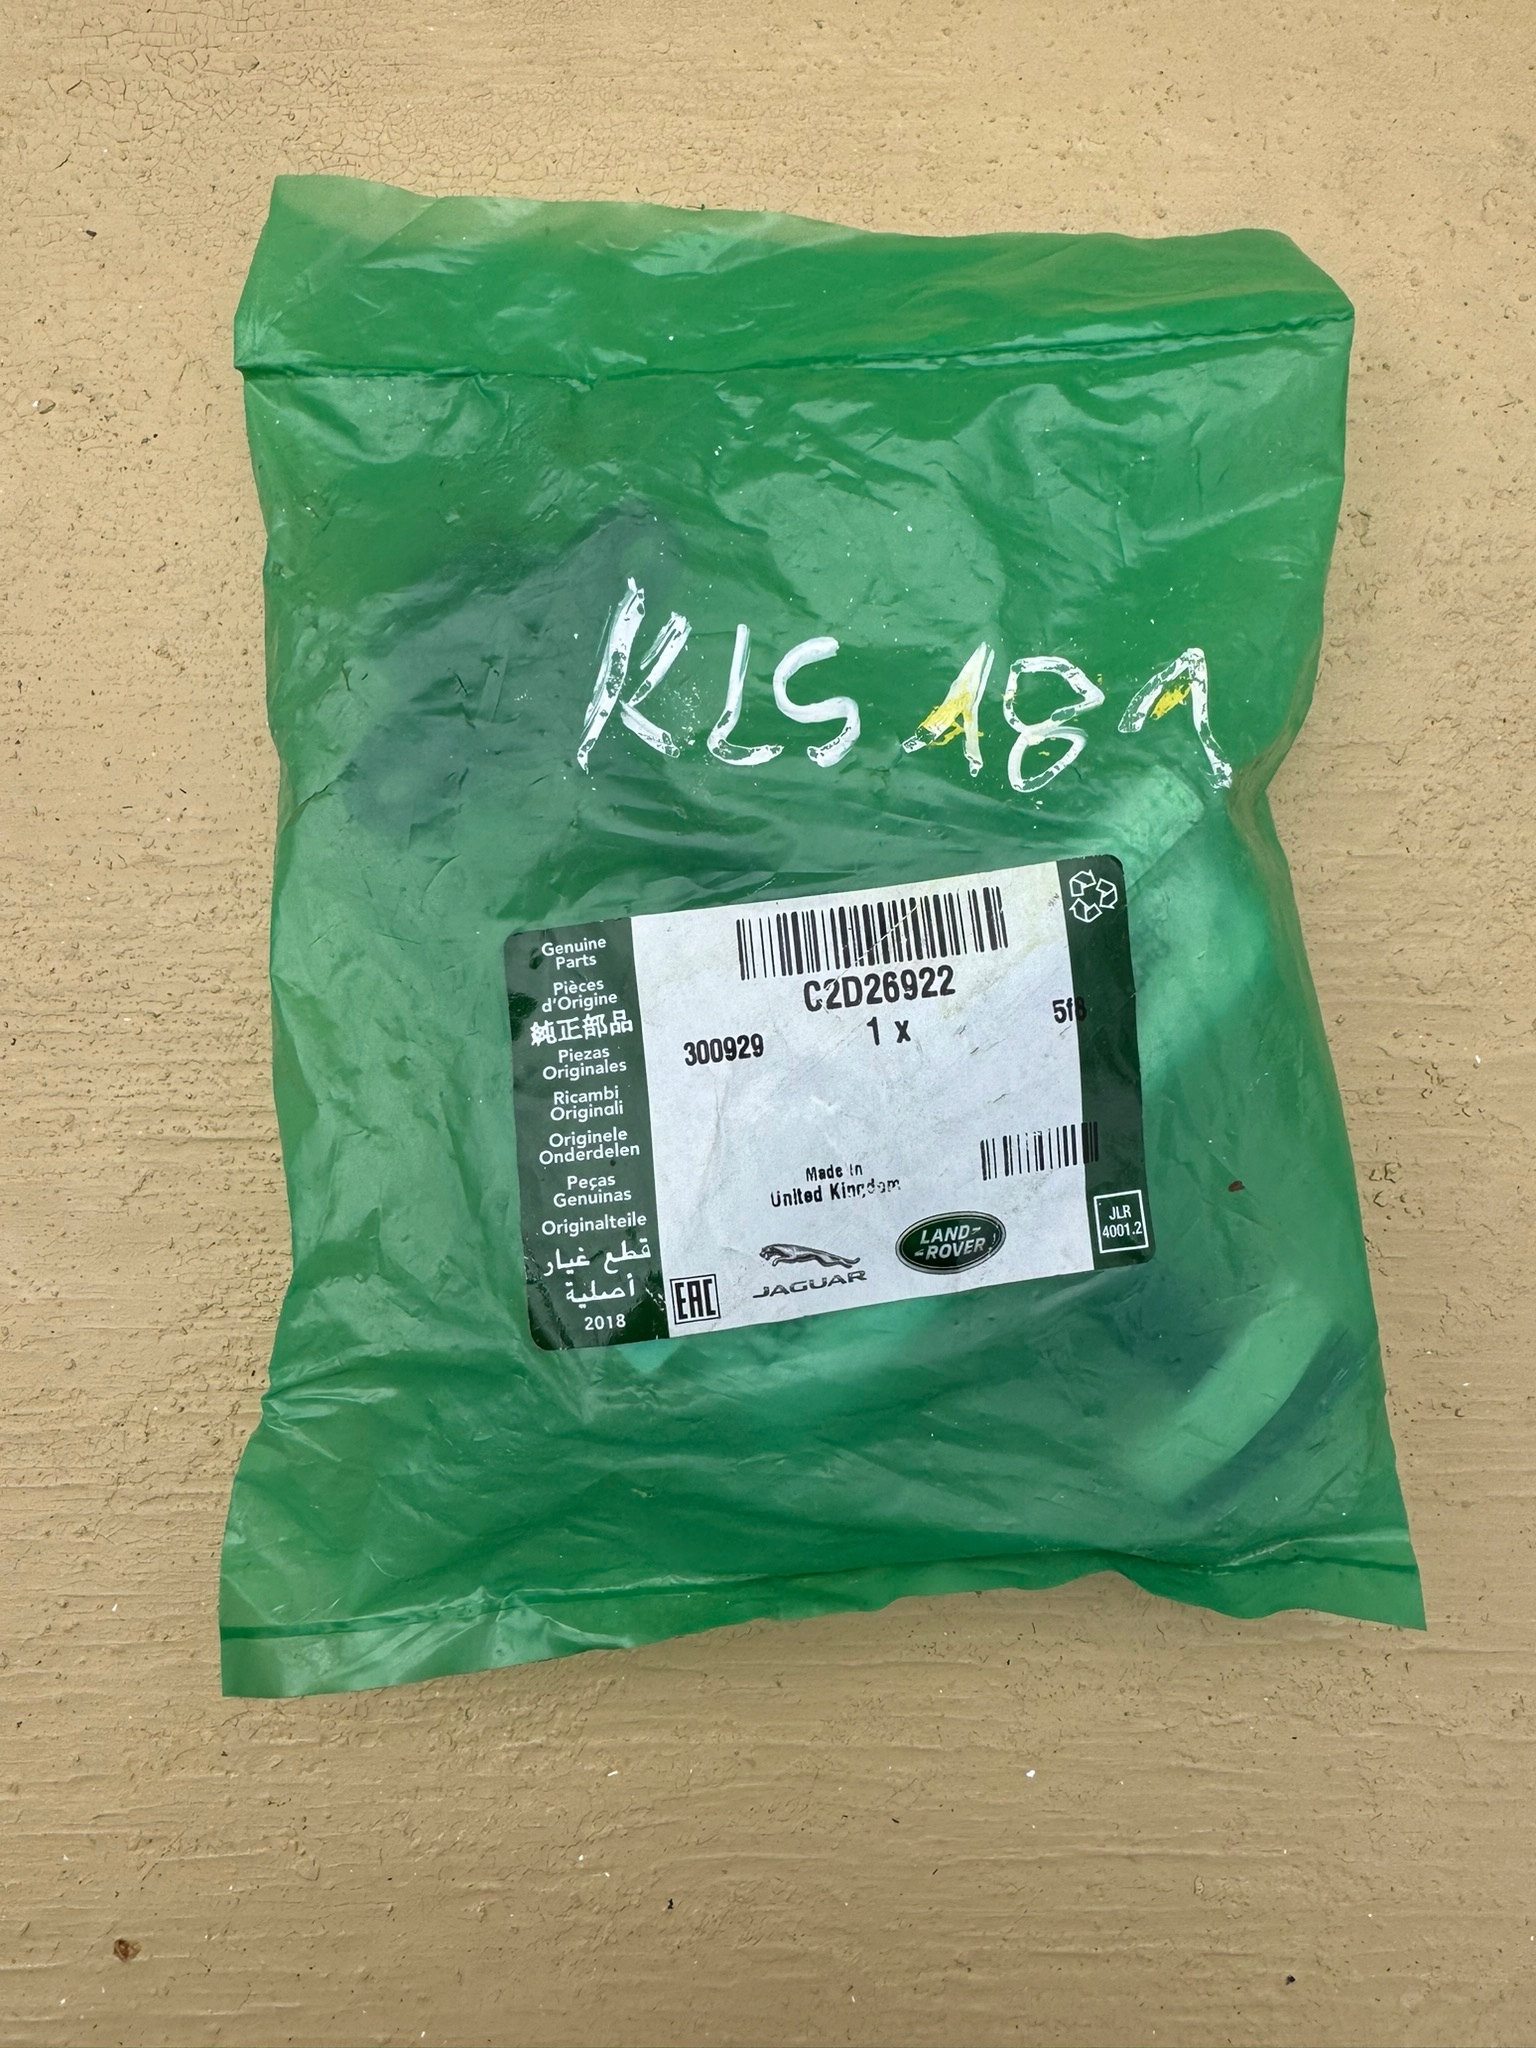 KLS 181
Genuine
Parts
Pièces
d'Origine
純正部品
Piezas
Originales
Ricambi
Originali
Originele
Onderdelen
Peças
Genuinas
Originalteile
قطع غيار
أصلية
2018
C2D26922
1 x
300929
5f8
Made in
United Kingdom
EAC
JAGUAR
LAND-
-ROVER
JLR
4001.2